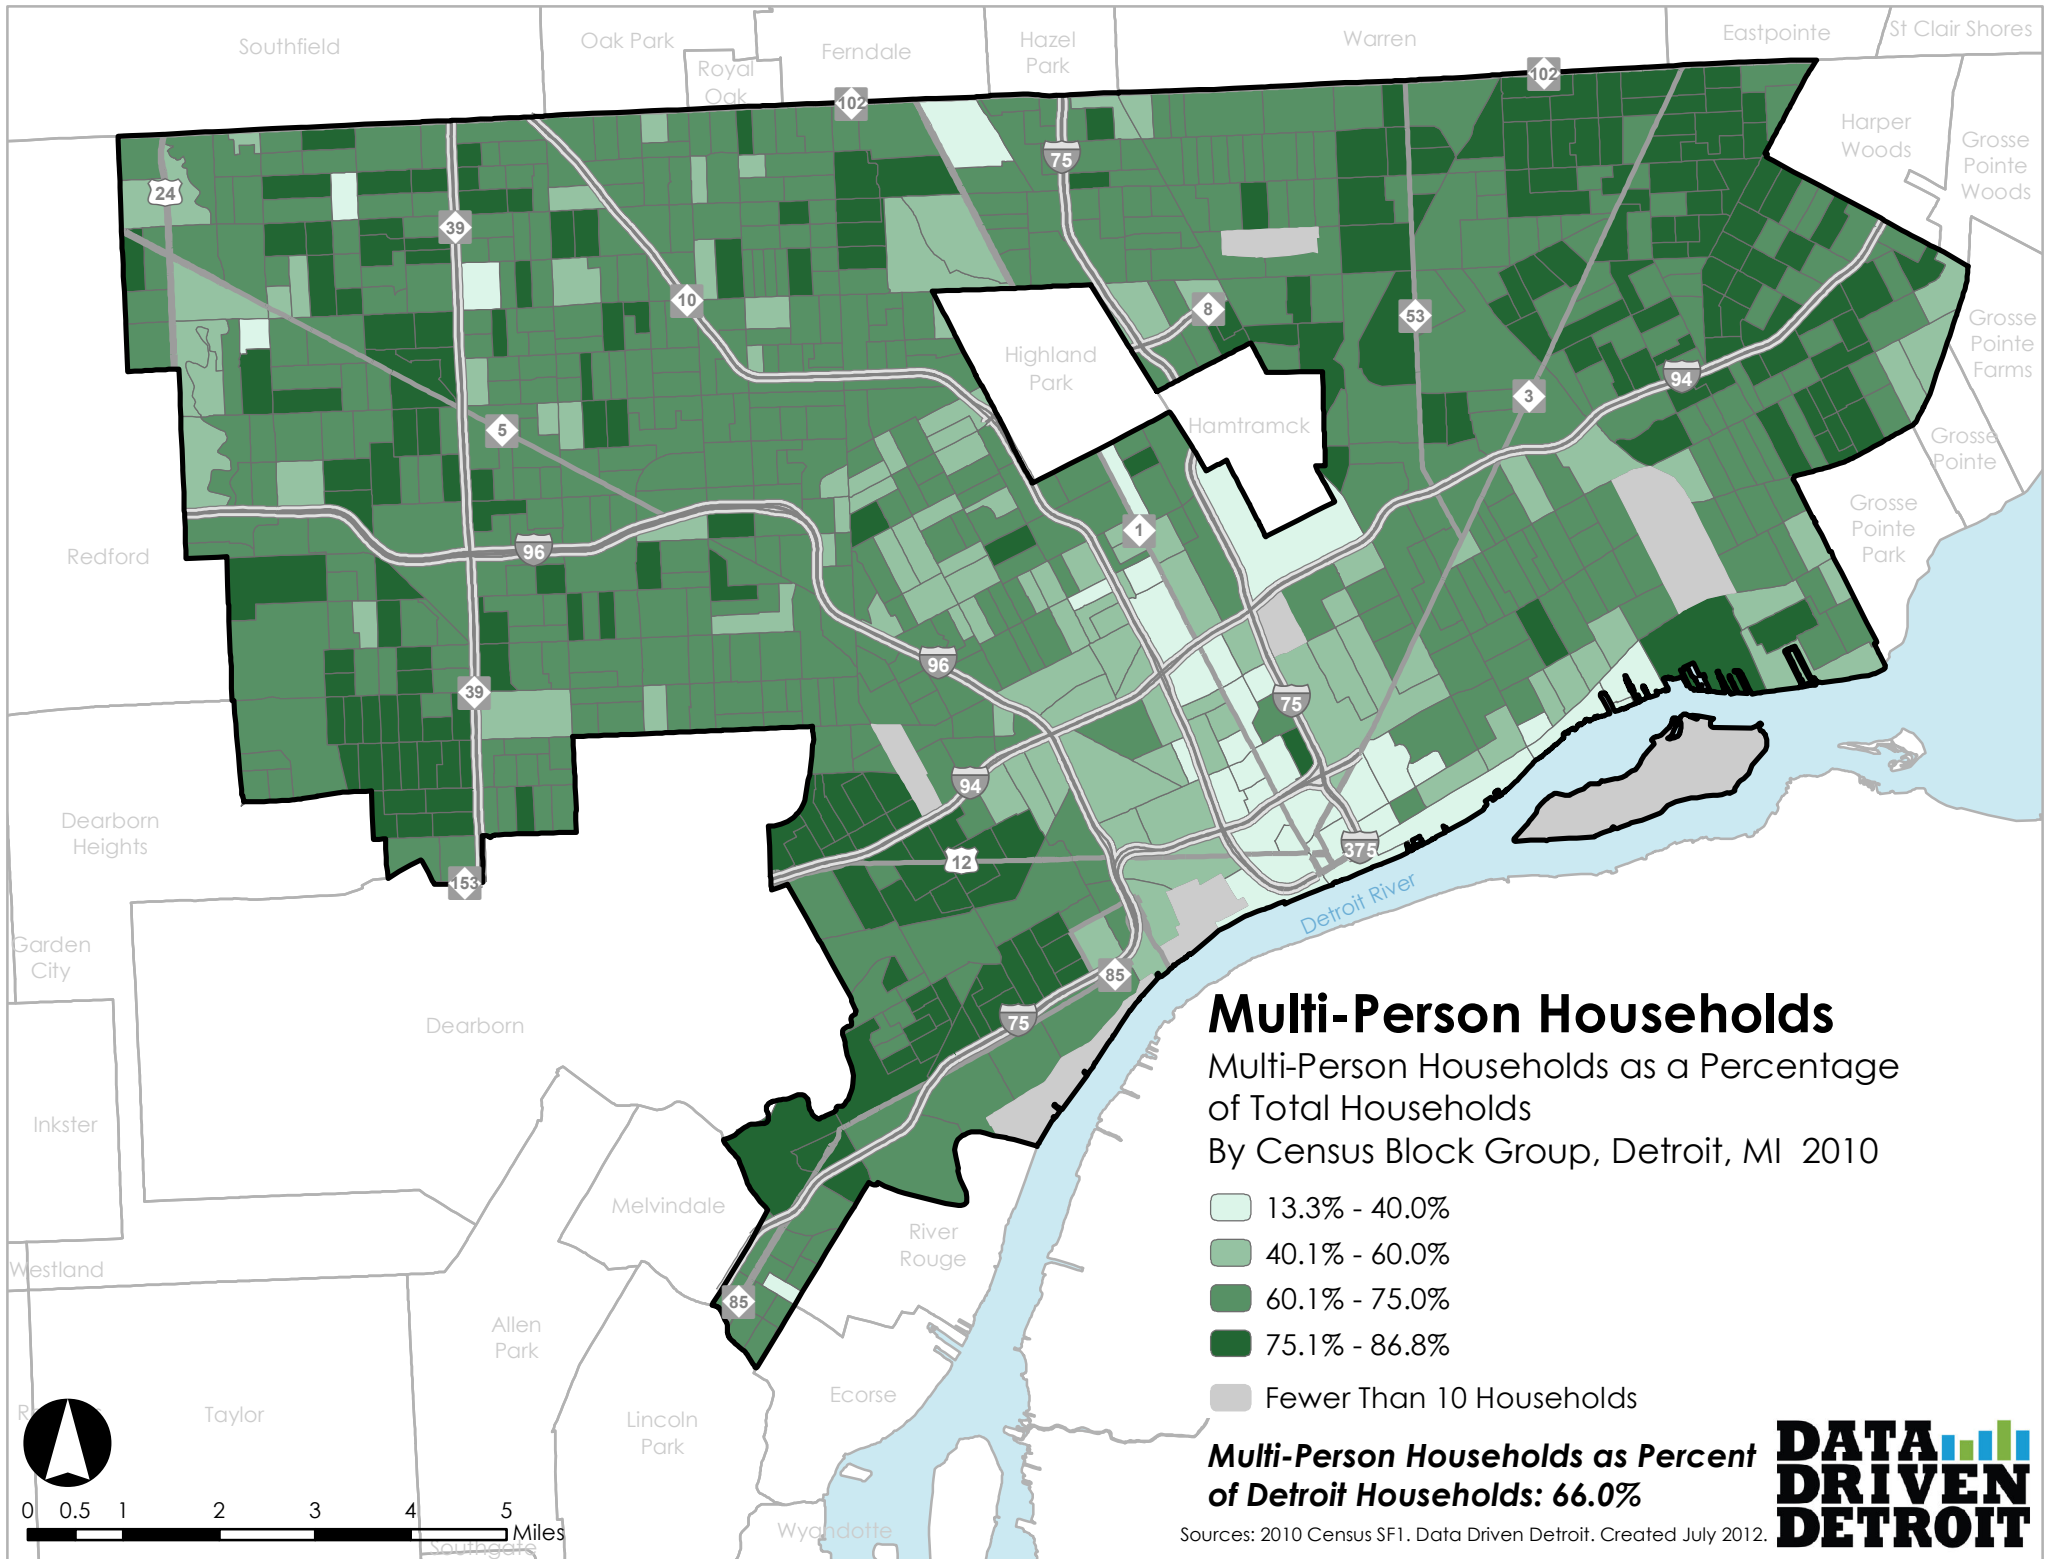 Southfield
Oak Park
Royal
Oak
Ferndale
Hazel
Park
Warren
Eastpointe
St Clair Shores
102
102
Harper
Woods
Grosse
Pointe
Woods
24
75
39
10
8
53
Highland
Park
Grosse
Pointe
Farms
94
3
5
Hamtramck
Grosse
Pointe
1
Grosse
Pointe
Park
Redford
96
96
39
75
94
Dearborn
Heights
12
375
153
Detroit River
Garden
City
85
75
Dearborn
Inkster
Melvindale
River
Rouge
Westland
85
Allen
Park
Ecorse
Taylor
Lincoln
Park
Wyandotte
Southgate
Multi-Person Households
Multi-Person Households as a Percentage
of Total Households
By Census Block Group, Detroit, MI 2010
13.3% - 40.0%
40.1% - 60.0%
60.1% - 75.0%
75.1% - 86.8%
Fewer Than 10 Households
Multi-Person Households as Percent
of Detroit Households: 66.0%
Sources: 2010 Census SF1. Data Driven Detroit. Created July 2012.
DATA
DRIVEN
DETROIT
0 0.5 1 2 3 4 5
Miles